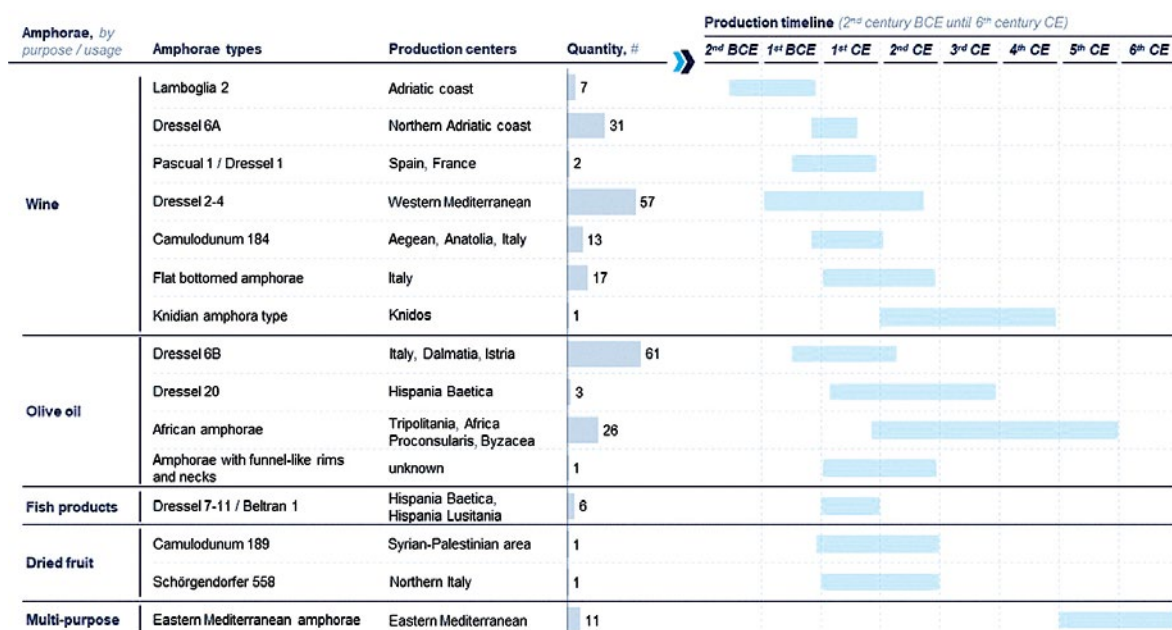 Production timeline (2nd century BCE until 6th century CE)
Amphorae, by
purpose / usage
Amphorae types Production centers Quantity, # 2nd BCE 1st BCE 1st CE 2nd CE 3rd CE 4th CE 5th CE 6th CE
Wine
Lamboglia 2 Adriatic coast 7
Dressel 6A Northern Adriatic coast 31
Pascual 1 / Dressel 1 Spain, France 2
Dressel 2-4 Western Mediterranean 57
Camulodunum 184 Aegean, Anatolia, Italy 13
Flat bottomed amphorae Italy 17
Knidian amphora type Knidos 1
Olive oil
Dressel 6B Italy, Dalmatia, Istria 61
Dressel 20 Hispania Baetica 3
African amphorae Tripolitania, Africa
Proconsularis, Byzacea 26
Amphorae with funnel-like rims
and necks unknown 1
Fish products
Dressel 7-11 / Beltran 1 Hispania Baetica,
Hispania Lusitania 6
Dried fruit
Camulodunum 189 Syrian-Palestinian area 1
Schörgendorfer 558 Northern Italy 1
Multi-purpose Eastern Mediterranean amphorae Eastern Mediterranean 11